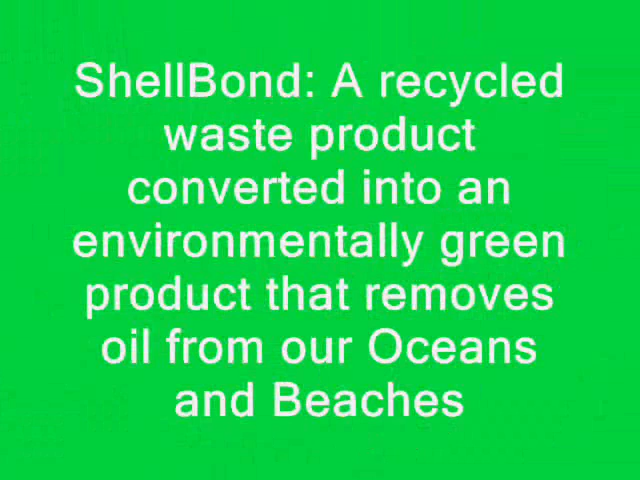 ShellBond: A recycled
waste product
converted into an
environmentally green
product that removes
oil from our Oceans
and Beaches